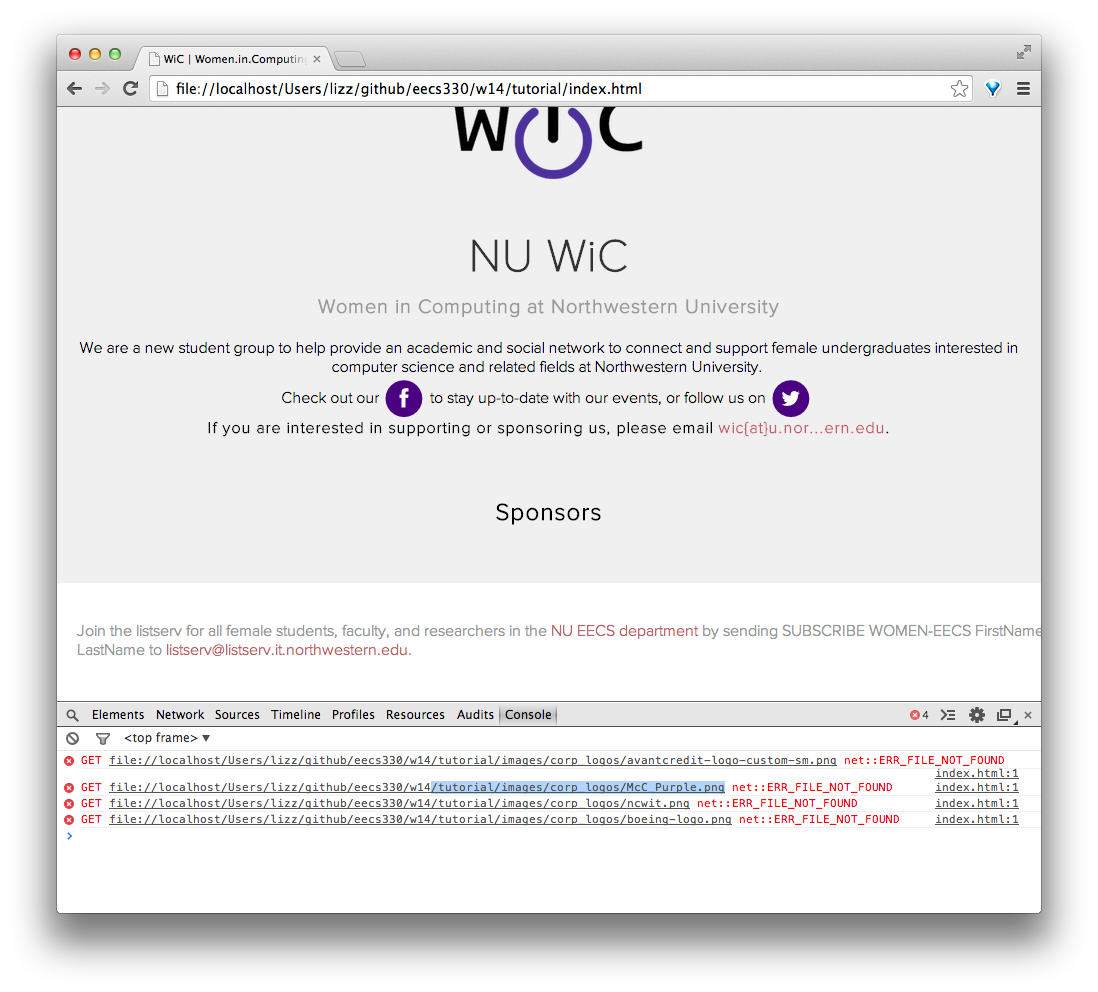 WiC | Women.in.Computing
file://localhost/Users/lizz/github/eecs330/w14/tutorial/index.html
WiC
NU WiC
Women in Computing at Northwestern University
We are a new student group to help provide an academic and social network to connect and support female undergraduates interested in
computer science and related fields at Northwestern University.
Check out our f to stay up-to-date with our events, or follow us on
If you are interested in supporting or sponsoring us, please email wic{at}u.nor...ern.edu.
Sponsors
Join the listserv for all female students, faculty, and researchers in the NU EECS department by sending SUBSCRIBE WOMEN-EECS FirstName
LastName to listserv@listserv.it.northwestern.edu.
Elements Network Sources Timeline Profiles Resources Audits Console 4
<top frame>
GET file://localhost/Users/lizz/github/eecs330/w14/tutorial/images/corp_logos/avantcredit-logo-custom-sm.png net::ERR_FILE_NOT_FOUND
index.html:1
GET file://localhost/Users/lizz/github/eecs330/w14/tutorial/images/corp_logos/McC_Purple.png net::ERR_FILE_NOT_FOUND index.html:1
GET file://localhost/Users/lizz/github/eecs330/w14/tutorial/images/corp_logos/ncwit.png net::ERR_FILE_NOT_FOUND index.html:1
GET file://localhost/Users/lizz/github/eecs330/w14/tutorial/images/corp_logos/boeing-logo.png net::ERR_FILE_NOT_FOUND index.html:1